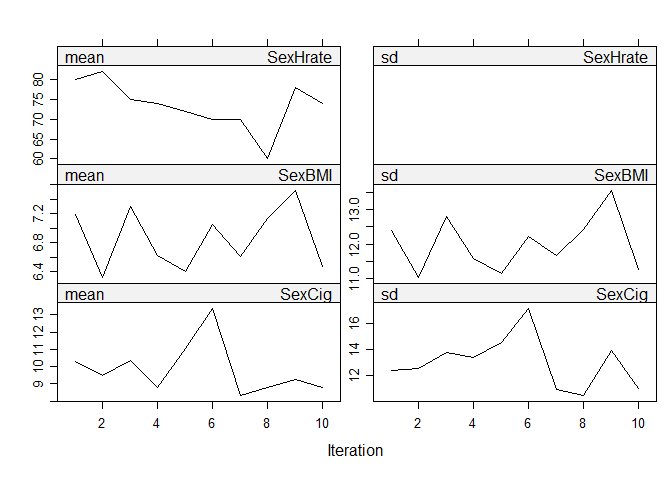 mean SexHrate sd SexHrate
60 65 70 75 80
mean SexBMI sd SexBMI
6.4 6.8 7.2
11.0 12.0 13.0
mean SexCig sd SexCig
9 10 11 13
12 14 16
2 4 6 8 10 2 4 6 8 10
Iteration